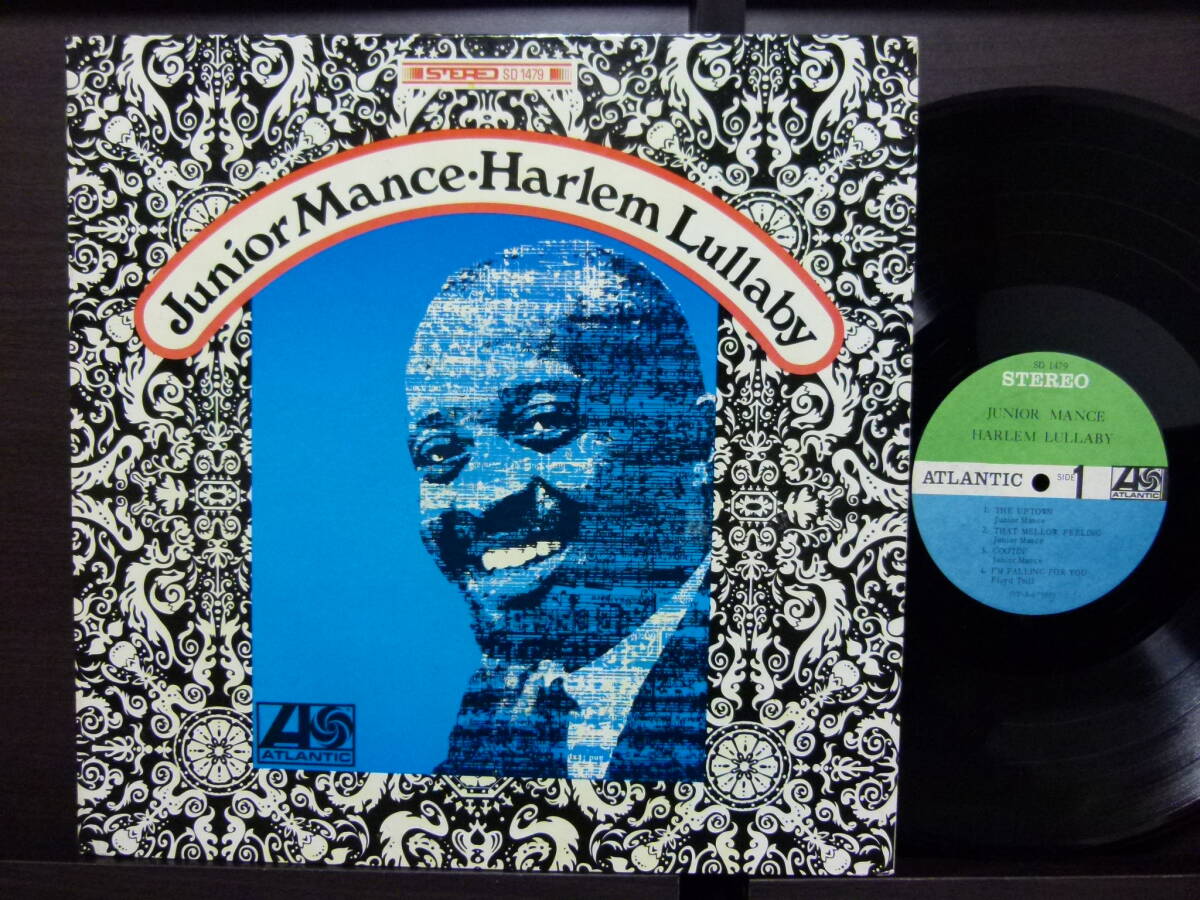 STEREO SD 1479
Junior Mance • Harlem Lullaby
ATLANTIC
SD 1479
STEREO
JUNIOR MANCE
HARLEM LULLABY
ATLANTIC SIDE 1 ATLANTIC
1. THE UPTOWN
Junior Mance
2. THAT MELLOW FEELING
Junior Mance
3.
Junior Mance
4. I'M FALLING FOR YOU
Floyd